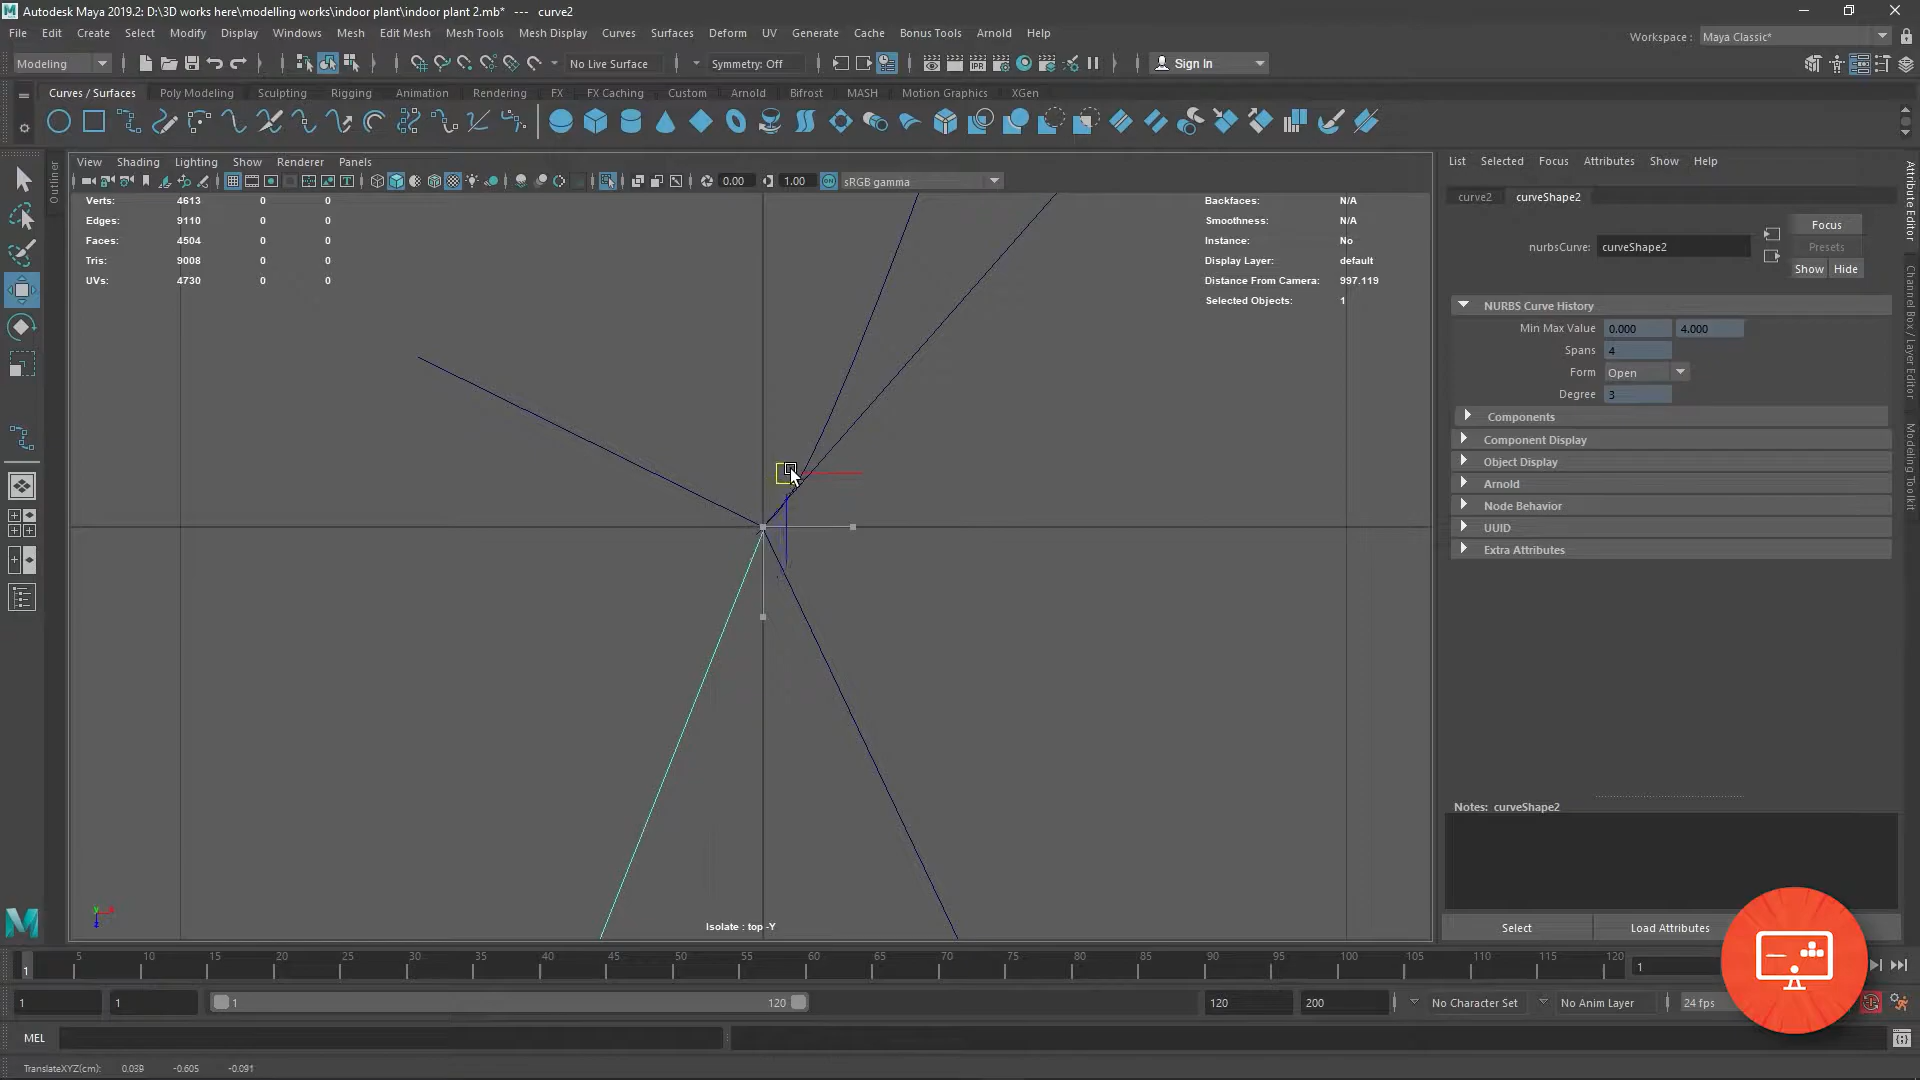 Autodesk Maya 2019.2: D:\3D works here\modelling works\indoor plant\indoor plant 2.mb* --- curve2
File Edit Create Select Modify Display Windows Mesh Edit Mesh Mesh Tools Mesh Display Curves Surfaces Deform UV Generate Cache Bonus Tools Arnold Help
Workspace : Maya Classic*
Modeling No Live Surface Symmetry: Off Sign In
Curves / Surfaces Poly Modeling Sculpting Rigging Animation Rendering FX FX Caching Custom Arnold Bifrost MASH Motion Graphics XGen
View Shading Lighting Show Renderer Panels
0.00 1.00 ON sRGB gamma
Outliner
Verts: 4613 0 0
Edges: 9110 0 0
Faces: 4504 0 0
Tris: 9008 0 0
UVs: 4730 0 0
Backfaces: N/A
Smoothness: N/A
Instance: No
Display Layer: default
Distance From Camera: 997.119
Selected Objects: 1
Isolate : top -Y
List Selected Focus Attributes Show Help
curve2 curveShape2
Focus
nurbsCurve: curveShape2
Presets
Show Hide
NURBS Curve History
Min Max Value 0.000 4.000
Spans 4
Form Open
Degree 3
Components
Component Display
Object Display
Arnold
Node Behavior
UUID
Extra Attributes
Notes: curveShape2
Select Load Attributes
Attribute Editor
Channel Box / Layer Editor
Modeling Toolkit
1 5 10 15 20 25 30 35 40 45 50 55 60 65 70 75 80 85 90 95 100 105 110 115 120 1
1 1 1 120 120 200 No Character Set No Anim Layer 24 fps
MEL
TranslateXYZ(cm): 0.039 -0.605 -0.091